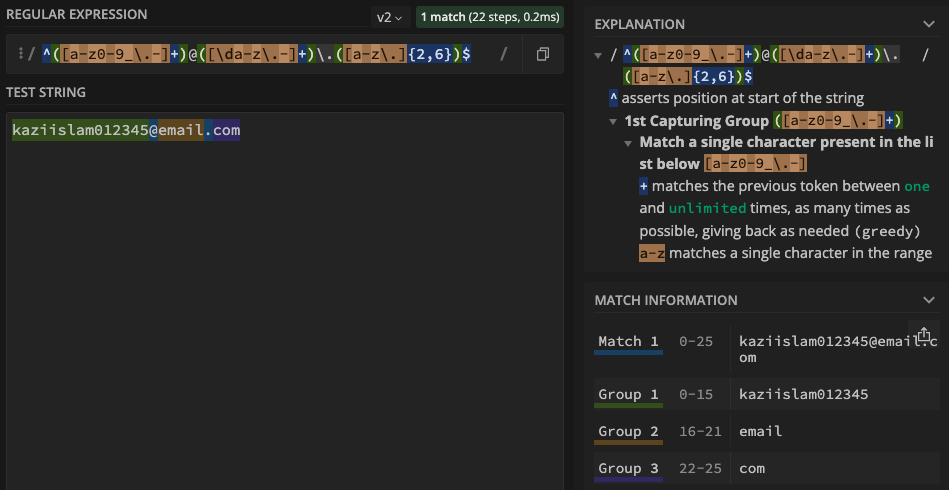 REGULAR EXPRESSION
v2
1 match (22 steps, 0.2ms)
/ ^([a-z0-9_\.-]+)@([\da-z\.-]+)\.([a-z\.]{2,6})$ /
TEST STRING
kaziislam012345@email.com
EXPLANATION
/ ^([a-z0-9_\.-]+)@([\da-z\.-]+)\. /
([a-z\.]{2,6})$
^ asserts position at start of the string
1st Capturing Group ([a-z0-9_\.-]+)
Match a single character present in the li
st below [a-z0-9_\.-]
+ matches the previous token between one
and unlimited times, as many times as
possible, giving back as needed (greedy)
a-z matches a single character in the range
MATCH INFORMATION
Match 1 0-25 kaziislam012345@email.c
om
Group 1 0-15 kaziislam012345
Group 2 16-21 email
Group 3 22-25 com